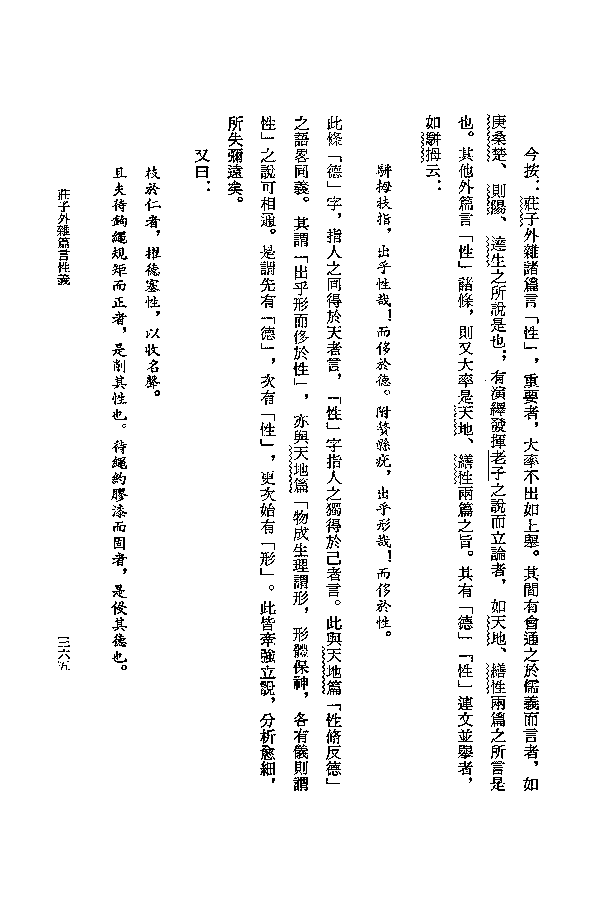 今按：莊子外雜諸篇言「性」，重要者，大率不出如上舉。其間有會通之於儒義而言者，如
庚桑楚、則陽、達生之所說是也；有演繹發揮老子之說而立論者，如天地、繕性兩篇之所言是
也。其他外篇言「性」諸條，則又大率是天地、繕性兩篇之旨。其有「德」「性」連文並舉者，
如駢拇云：
駢拇枝指，出乎性哉！而侈於德。附贅縣疣，出乎形哉！而侈於性。
此條「德」字，指人之同得於天者言，「性」字指人之獨得於己者言。此與天地篇「性脩反德」
之語畧同義。其謂「出乎形而侈於性」，亦與天地篇「物成生理謂形，形體保神，各有儀則謂
性」之說可相通。是謂先有「德」，次有「性」，更次始有「形」。此皆牽強立說，分析愈細，
所失彌遠矣。
又曰：
枝於仁者，擢德塞性，以收名聲。
且夫待鉤繩規矩而正者，是削其性也。待繩約膠漆而固者，是侵其德也。
莊子外雜篇言性義
三六五